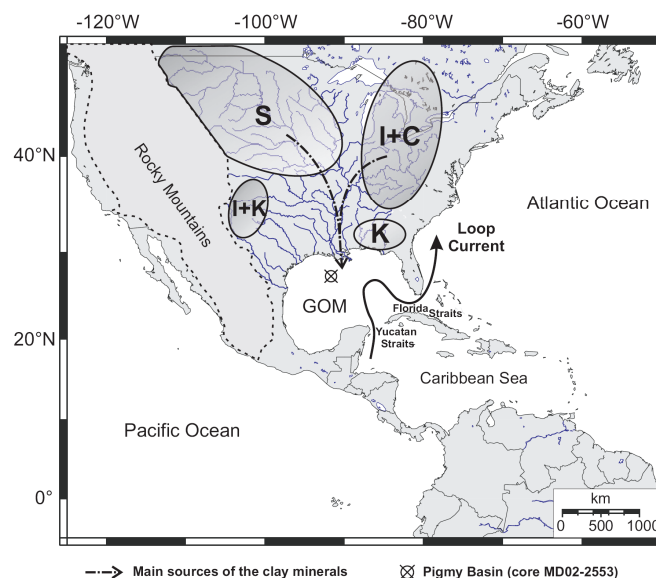 -120°W -100°W -80°W -60°W
S
I+C
40°W
Rocky Mountains
I+K
K
Atlantic Ocean
Loop
Current
GOM
Florida Straits
Yucatan
Straits
20°N
Caribbean Sea
Pacific Ocean
0°
km
0 500 1000
Main sources of the clay minerals
Pigmy Basin (core MD02-2553)